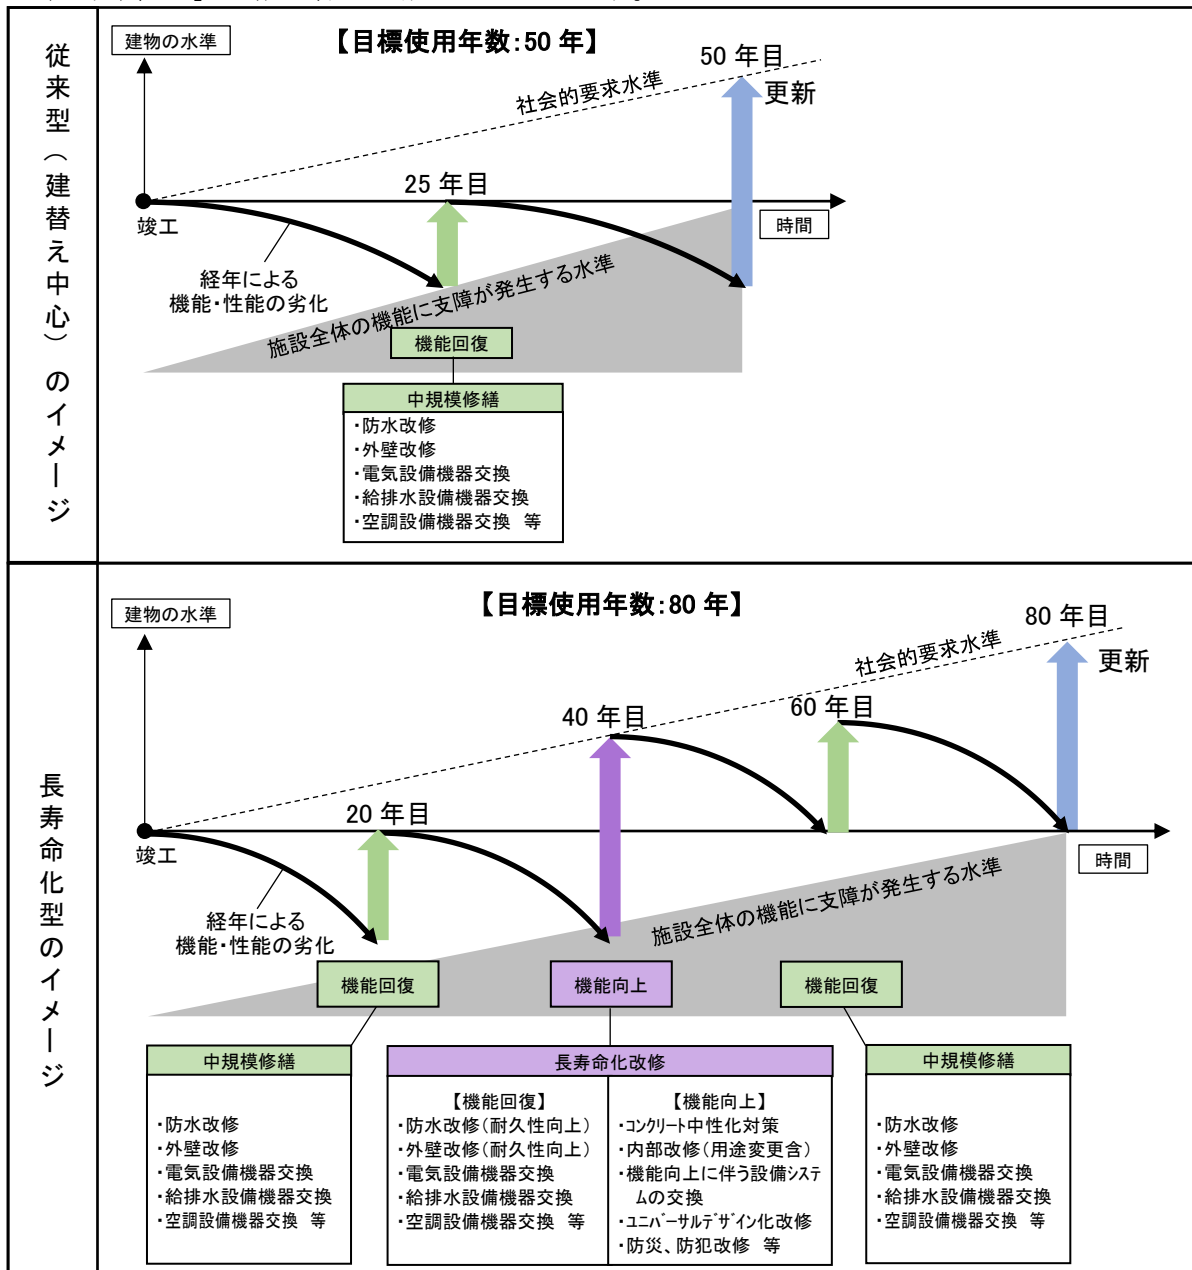 従来型（建替え中心）のイメージ
建物の水準
【目標使用年数:50 年】
50 年目
更新
社会的要求水準
25 年目
竣工
時間
経年による
機能・性能の劣化
施設全体の機能に支障が発生する水準
機能回復
中規模修繕
・防水改修
・外壁改修
・電気設備機器交換
・給排水設備機器交換
・空調設備機器交換 等
長寿命化型のイメージ
建物の水準
【目標使用年数:80 年】
80 年目
更新
社会的要求水準
60 年目
40 年目
20 年目
竣工
時間
経年による
機能・性能の劣化
施設全体の機能に支障が発生する水準
機能回復
機能向上
機能回復
中規模修繕
・防水改修
・外壁改修
・電気設備機器交換
・給排水設備機器交換
・空調設備機器交換 等
長寿命化改修
【機能回復】
・防水改修(耐久性向上)
・外壁改修(耐久性向上)
・電気設備機器交換
・給排水設備機器交換
・空調設備機器交換 等
【機能向上】
・ｺﾝｸﾘｰﾄ中性化対策
・内部改修(用途変更含)
・機能向上に伴う設備システ
ムの交換
・ﾕﾆﾊﾞｰｻﾙﾃﾞｻﾞｲﾝ化改修
・防災、防犯改修 等
中規模修繕
・防水改修
・外壁改修
・電気設備機器交換
・給排水設備機器交換
・空調設備機器交換 等